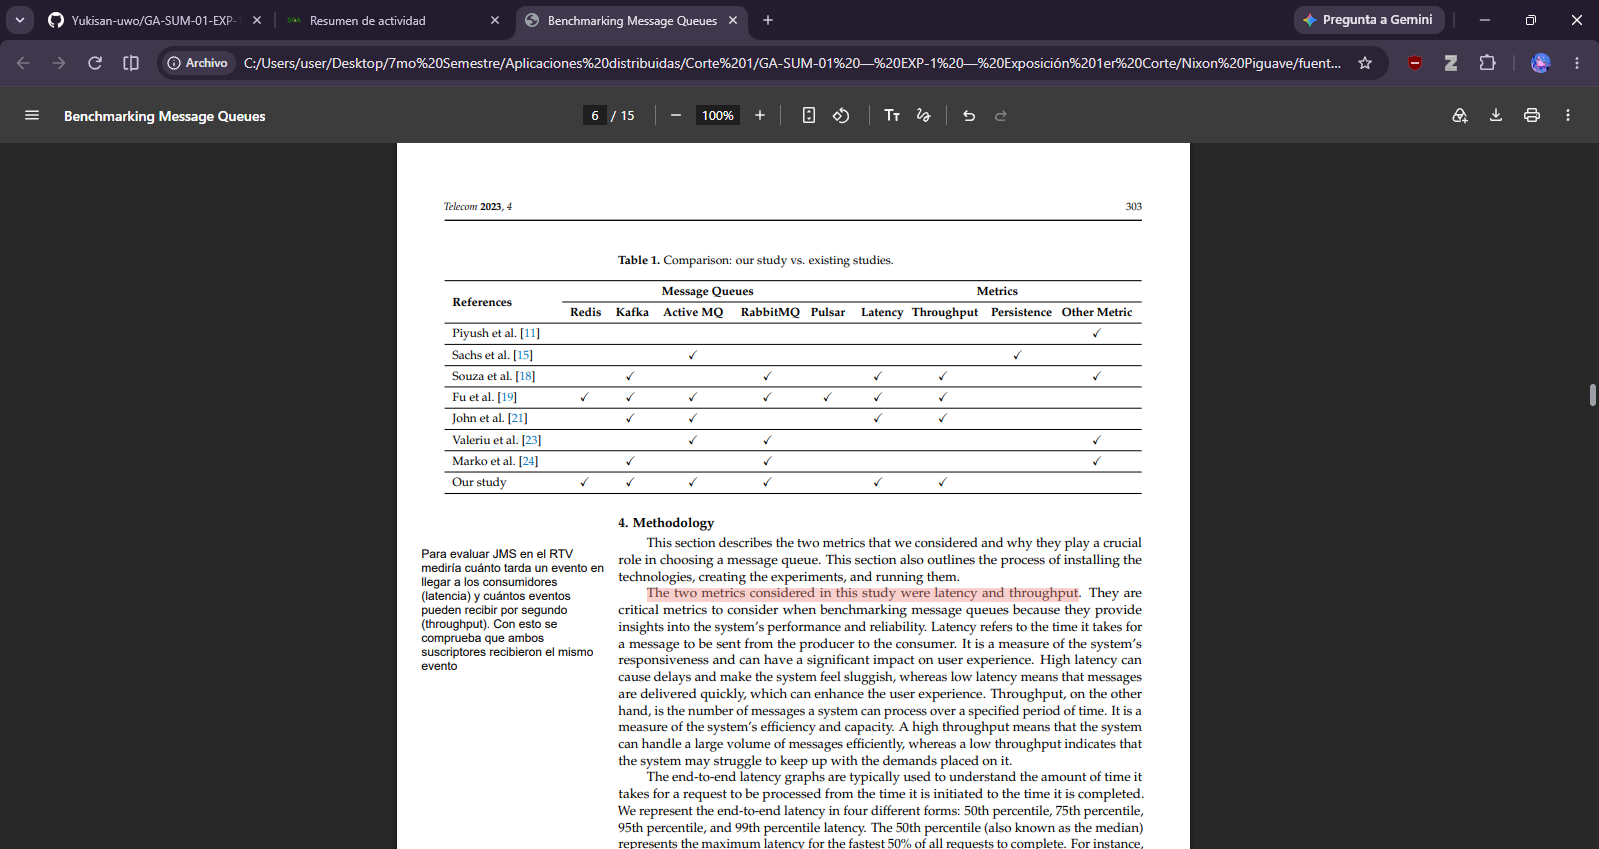 Yukisan-uwo/GA-SUM-01-EXP-
Resumen de actividad
Benchmarking Message Queues
Pregunta a Gemini
Archivo
C:/Users/user/Desktop/7mo%20Semestre/Aplicaciones%20distribuidas/Corte%201/GA-SUM-01%20—%20EXP-1%20—%20Exposición%201er%20Corte/Nixon%20Piguave/fuent...
Benchmarking Message Queues
6 / 15
100%
Telecom 2023, 4
303
Table 1. Comparison: our study vs. existing studies.
References Message Queues Metrics
Redis Kafka Active MQ RabbitMQ Pulsar Latency Throughput Persistence Other Metric
Piyush et al. [11] ✓
Sachs et al. [15] ✓ ✓
Souza et al. [18] ✓ ✓ ✓ ✓ ✓
Fu et al. [19] ✓ ✓ ✓ ✓ ✓ ✓ ✓
John et al. [21] ✓ ✓ ✓ ✓
Valeriu et al. [23] ✓ ✓ ✓
Marko et al. [24] ✓ ✓ ✓
Our study ✓ ✓ ✓ ✓ ✓ ✓
4. Methodology
This section describes the two metrics that we considered and why they play a crucial
role in choosing a message queue. This section also outlines the process of installing the
technologies, creating the experiments, and running them.
The two metrics considered in this study were latency and throughput. They are
critical metrics to consider when benchmarking message queues because they provide
insights into the system's performance and reliability. Latency refers to the time it takes for
a message to be sent from the producer to the consumer. It is a measure of the system's
responsiveness and can have a significant impact on user experience. High latency can
cause delays and make the system feel sluggish, whereas low latency means that messages
are delivered quickly, which can enhance the user experience. Throughput, on the other
hand, is the number of messages a system can process over a specified period of time. It is a
measure of the system's efficiency and capacity. A high throughput means that the system
can handle a large volume of messages efficiently, whereas a low throughput indicates that
the system may struggle to keep up with the demands placed on it.
The end-to-end latency graphs are typically used to understand the amount of time it
takes for a request to be processed from the time it is initiated to the time it is completed.
We represent the end-to-end latency in four different forms: 50th percentile, 75th percentile,
95th percentile, and 99th percentile latency. The 50th percentile (also known as the median)
represents the maximum latency for the fastest 50% of all requests to complete. For instance,
Para evaluar JMS en el RTV
mediría cuánto tarda un evento en
llegar a los consumidores
(latencia) y cuántos eventos
pueden recibir por segundo
(throughput). Con esto se
comprueba que ambos
suscriptores recibieron el mismo
evento